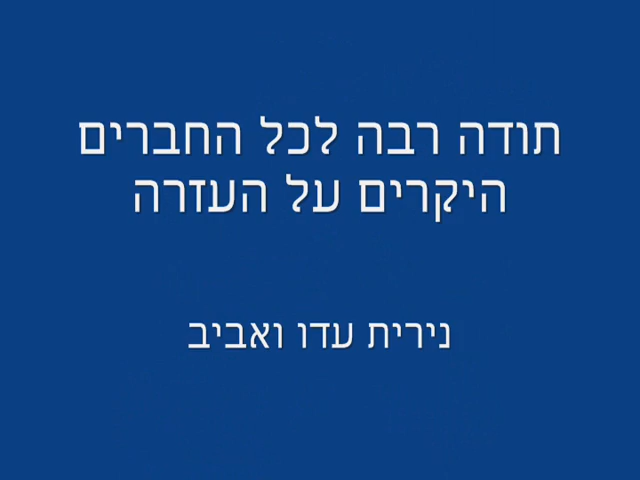 תודה רבה לכל החברים
היקרים על העזרה
נירית עדו ואביב